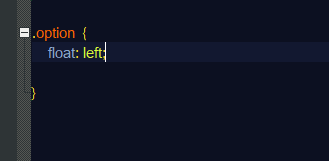 .option {
float: left;
}